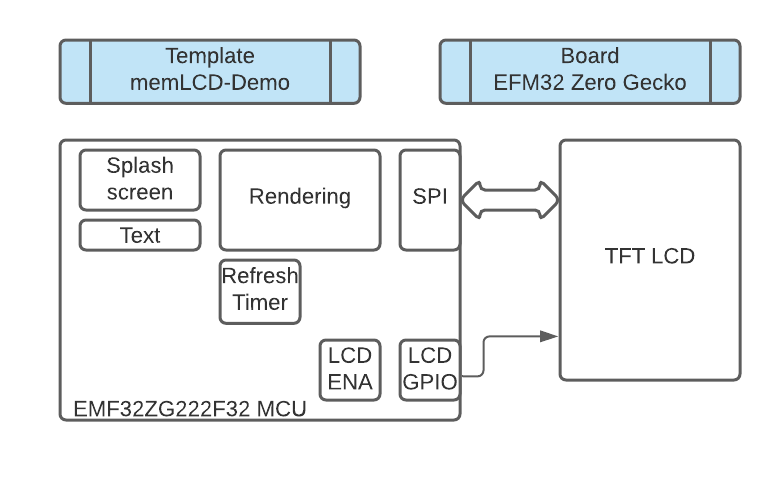 Template
memLCD-Demo
Board
EFM32 Zero Gecko
Splash
screen
Text
Rendering
SPI
Refresh
Timer
LCD
ENA
LCD
GPIO
EMF32ZG222F32 MCU
TFT LCD